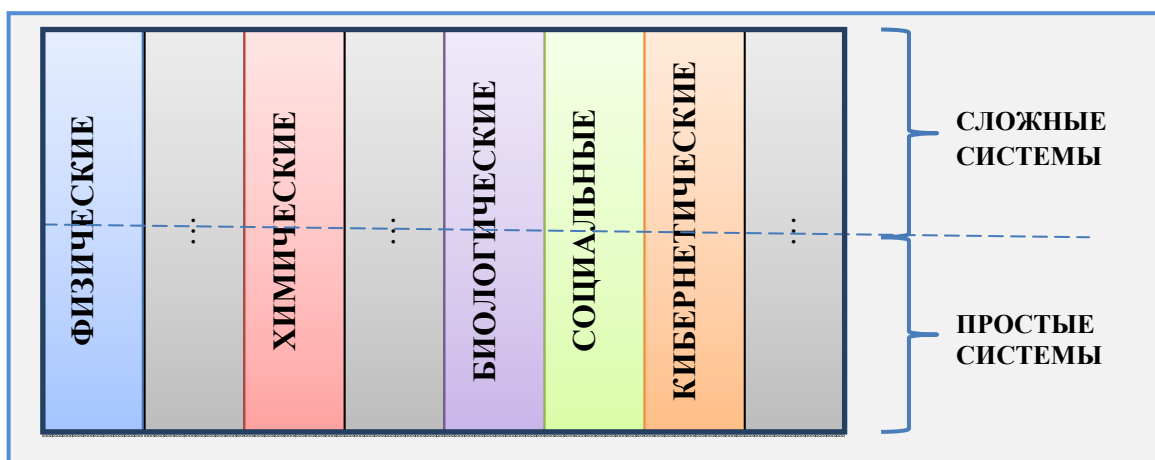 ФИЗИЧЕСКИЕ
...
ХИМИЧЕСКИЕ
...
БИОЛОГИЧЕСКИЕ
СОЦИАЛЬНЫЕ
КИБЕРНЕТИЧЕСКИЕ
...
СЛОЖНЫЕ
СИСТЕМЫ
ПРОСТЫЕ
СИСТЕМЫ